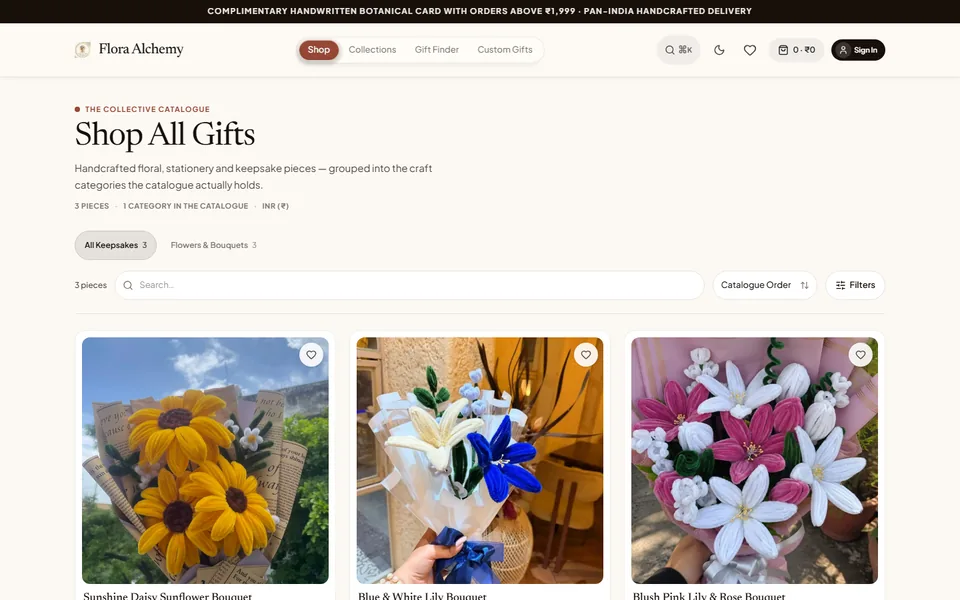 COMPLIMENTARY HANDWRITTEN BOTANICAL CARD WITH ORDERS ABOVE ₹1,999 · PAN-INDIA HANDCRAFTED DELIVERY
Flora Alchemy
Shop
Collections
Gift Finder
Custom Gifts
⌘K
0 · ₹0
Sign In
THE COLLECTIVE CATALOGUE
Shop All Gifts
Handcrafted floral, stationery and keepsake pieces — grouped into the craft
categories the catalogue actually holds.
3 PIECES · 1 CATEGORY IN THE CATALOGUE · INR (₹)
All Keepsakes 3
Flowers & Bouquets 3
3 pieces
Search...
Catalogue Order
Filters
Sunshine Daisy Sunflower Bouquet
Blue & White Lily Bouquet
Blush Pink Lily & Rose Bouquet